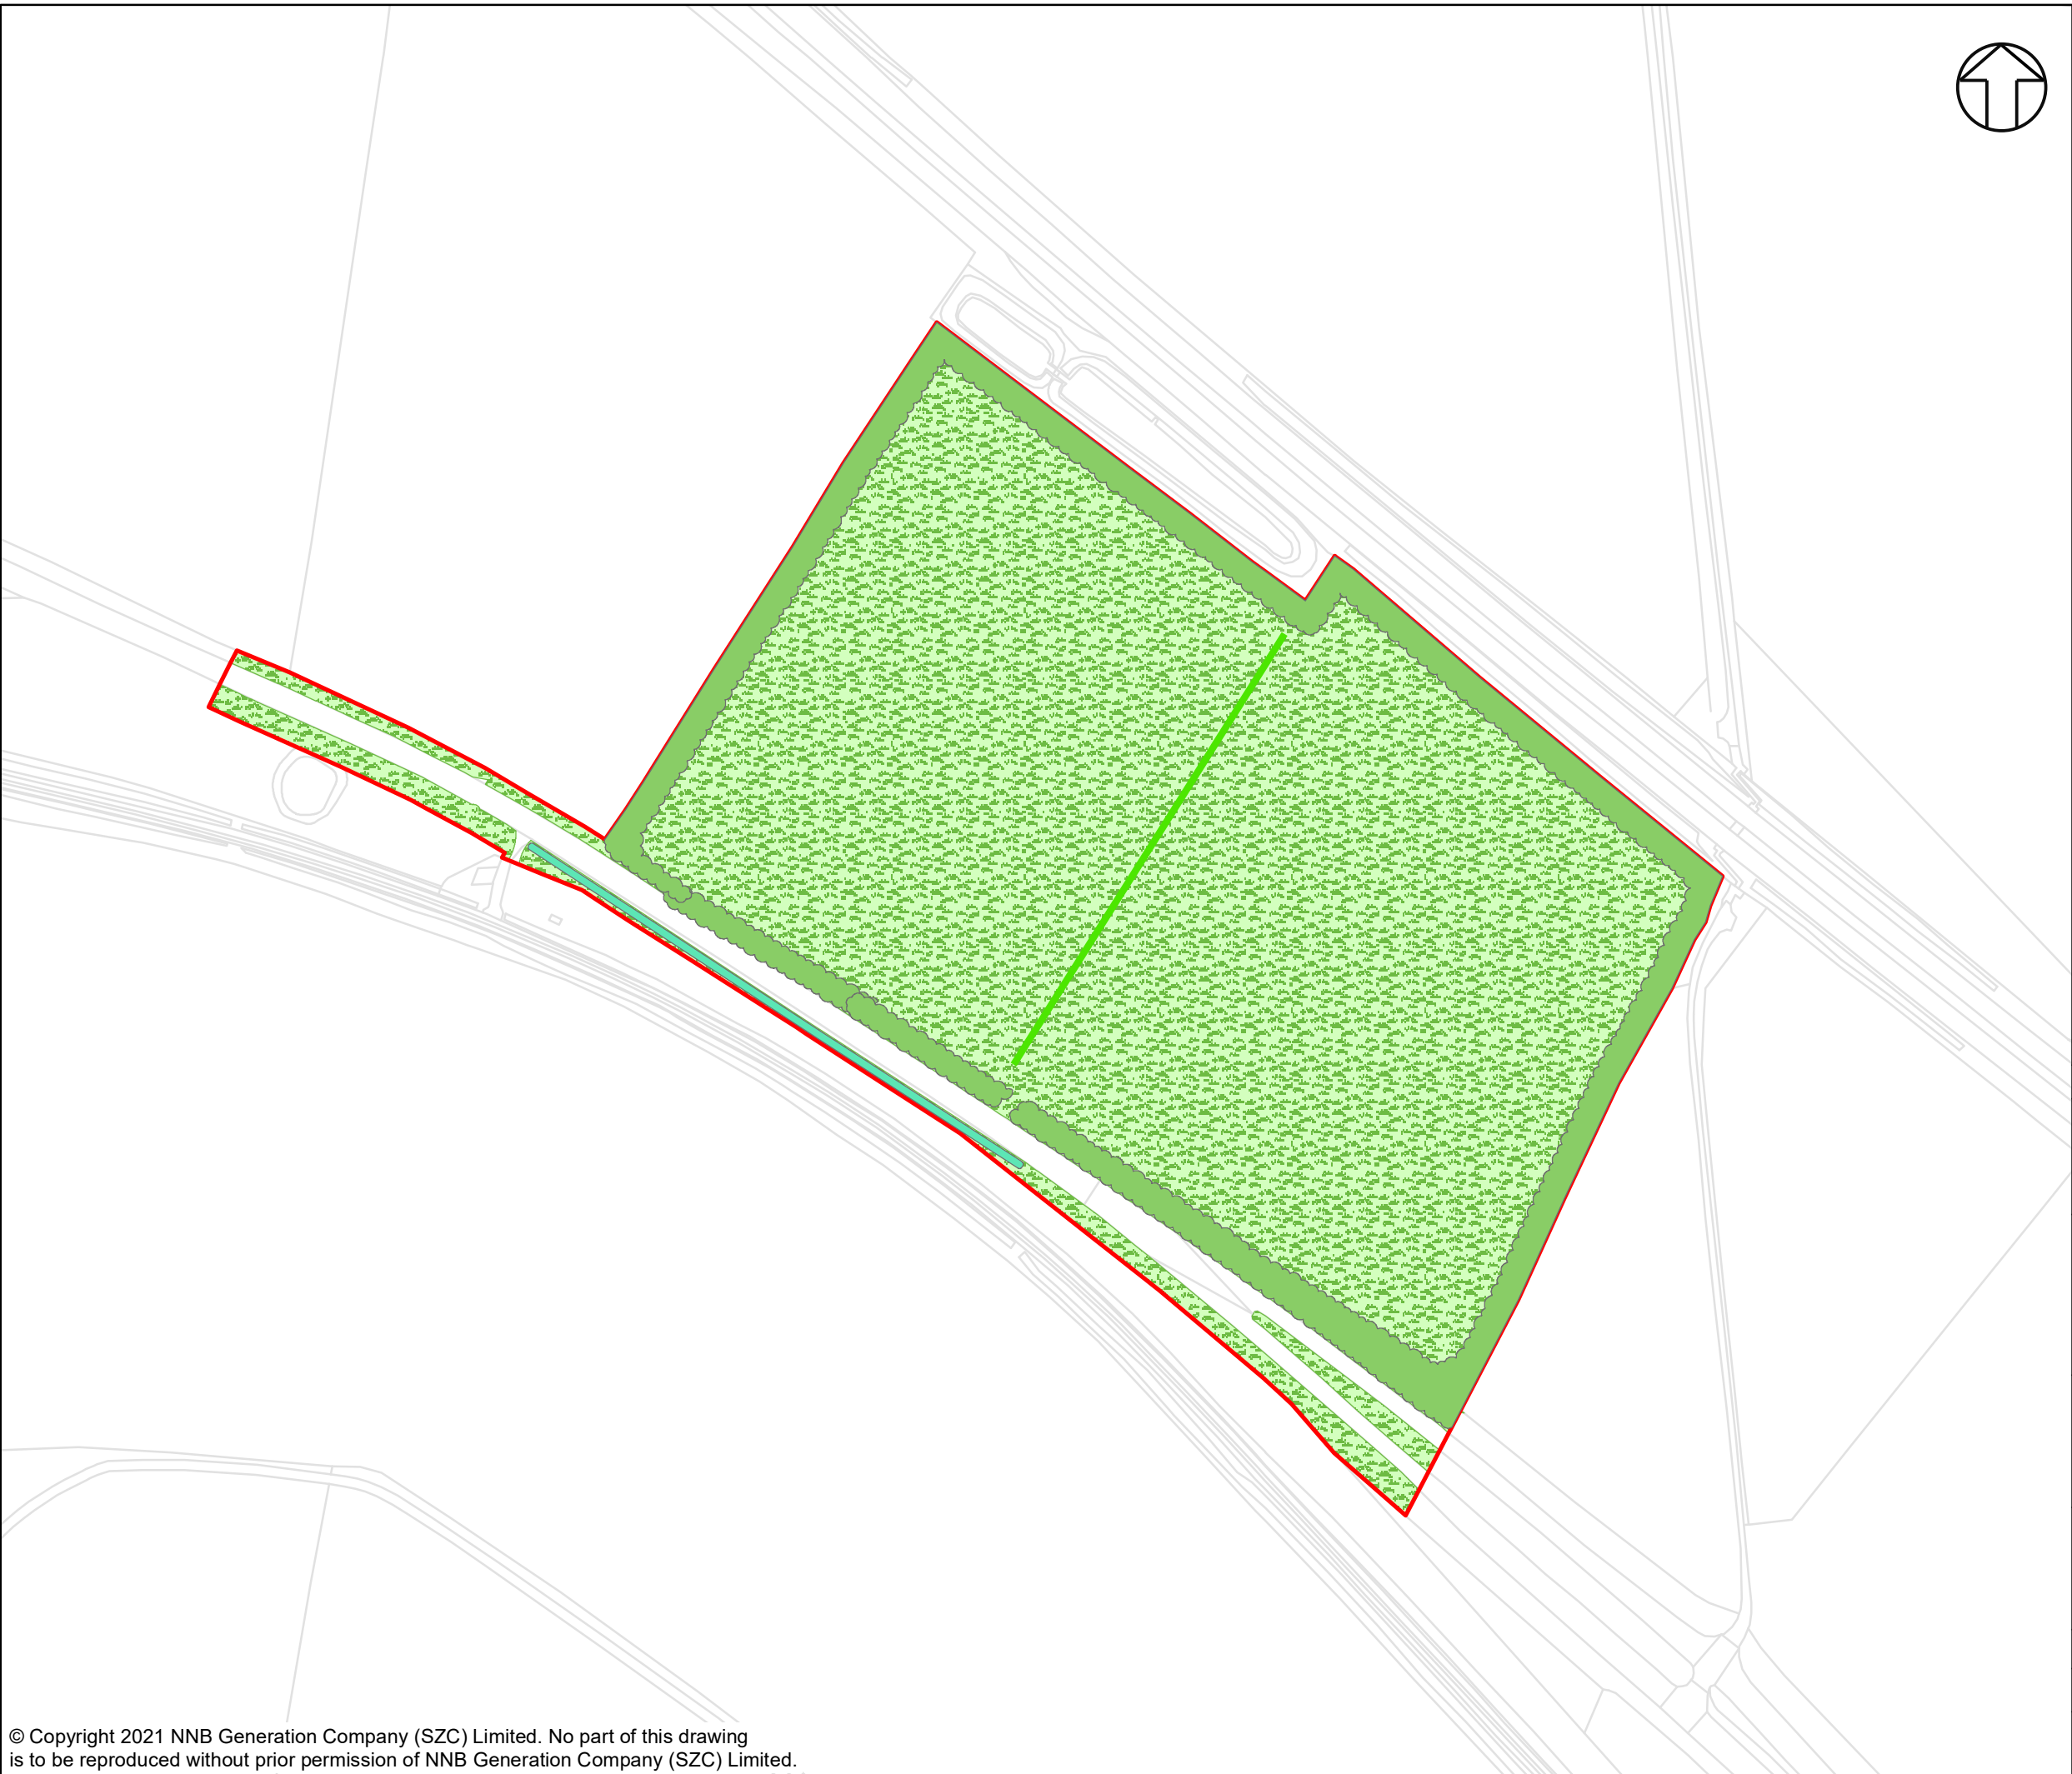 © Copyright 2021 NNB Generation Company (SZC) Limited. No part of this drawing
is to be reproduced without prior permission of NNB Generation Company (SZC) Limited.